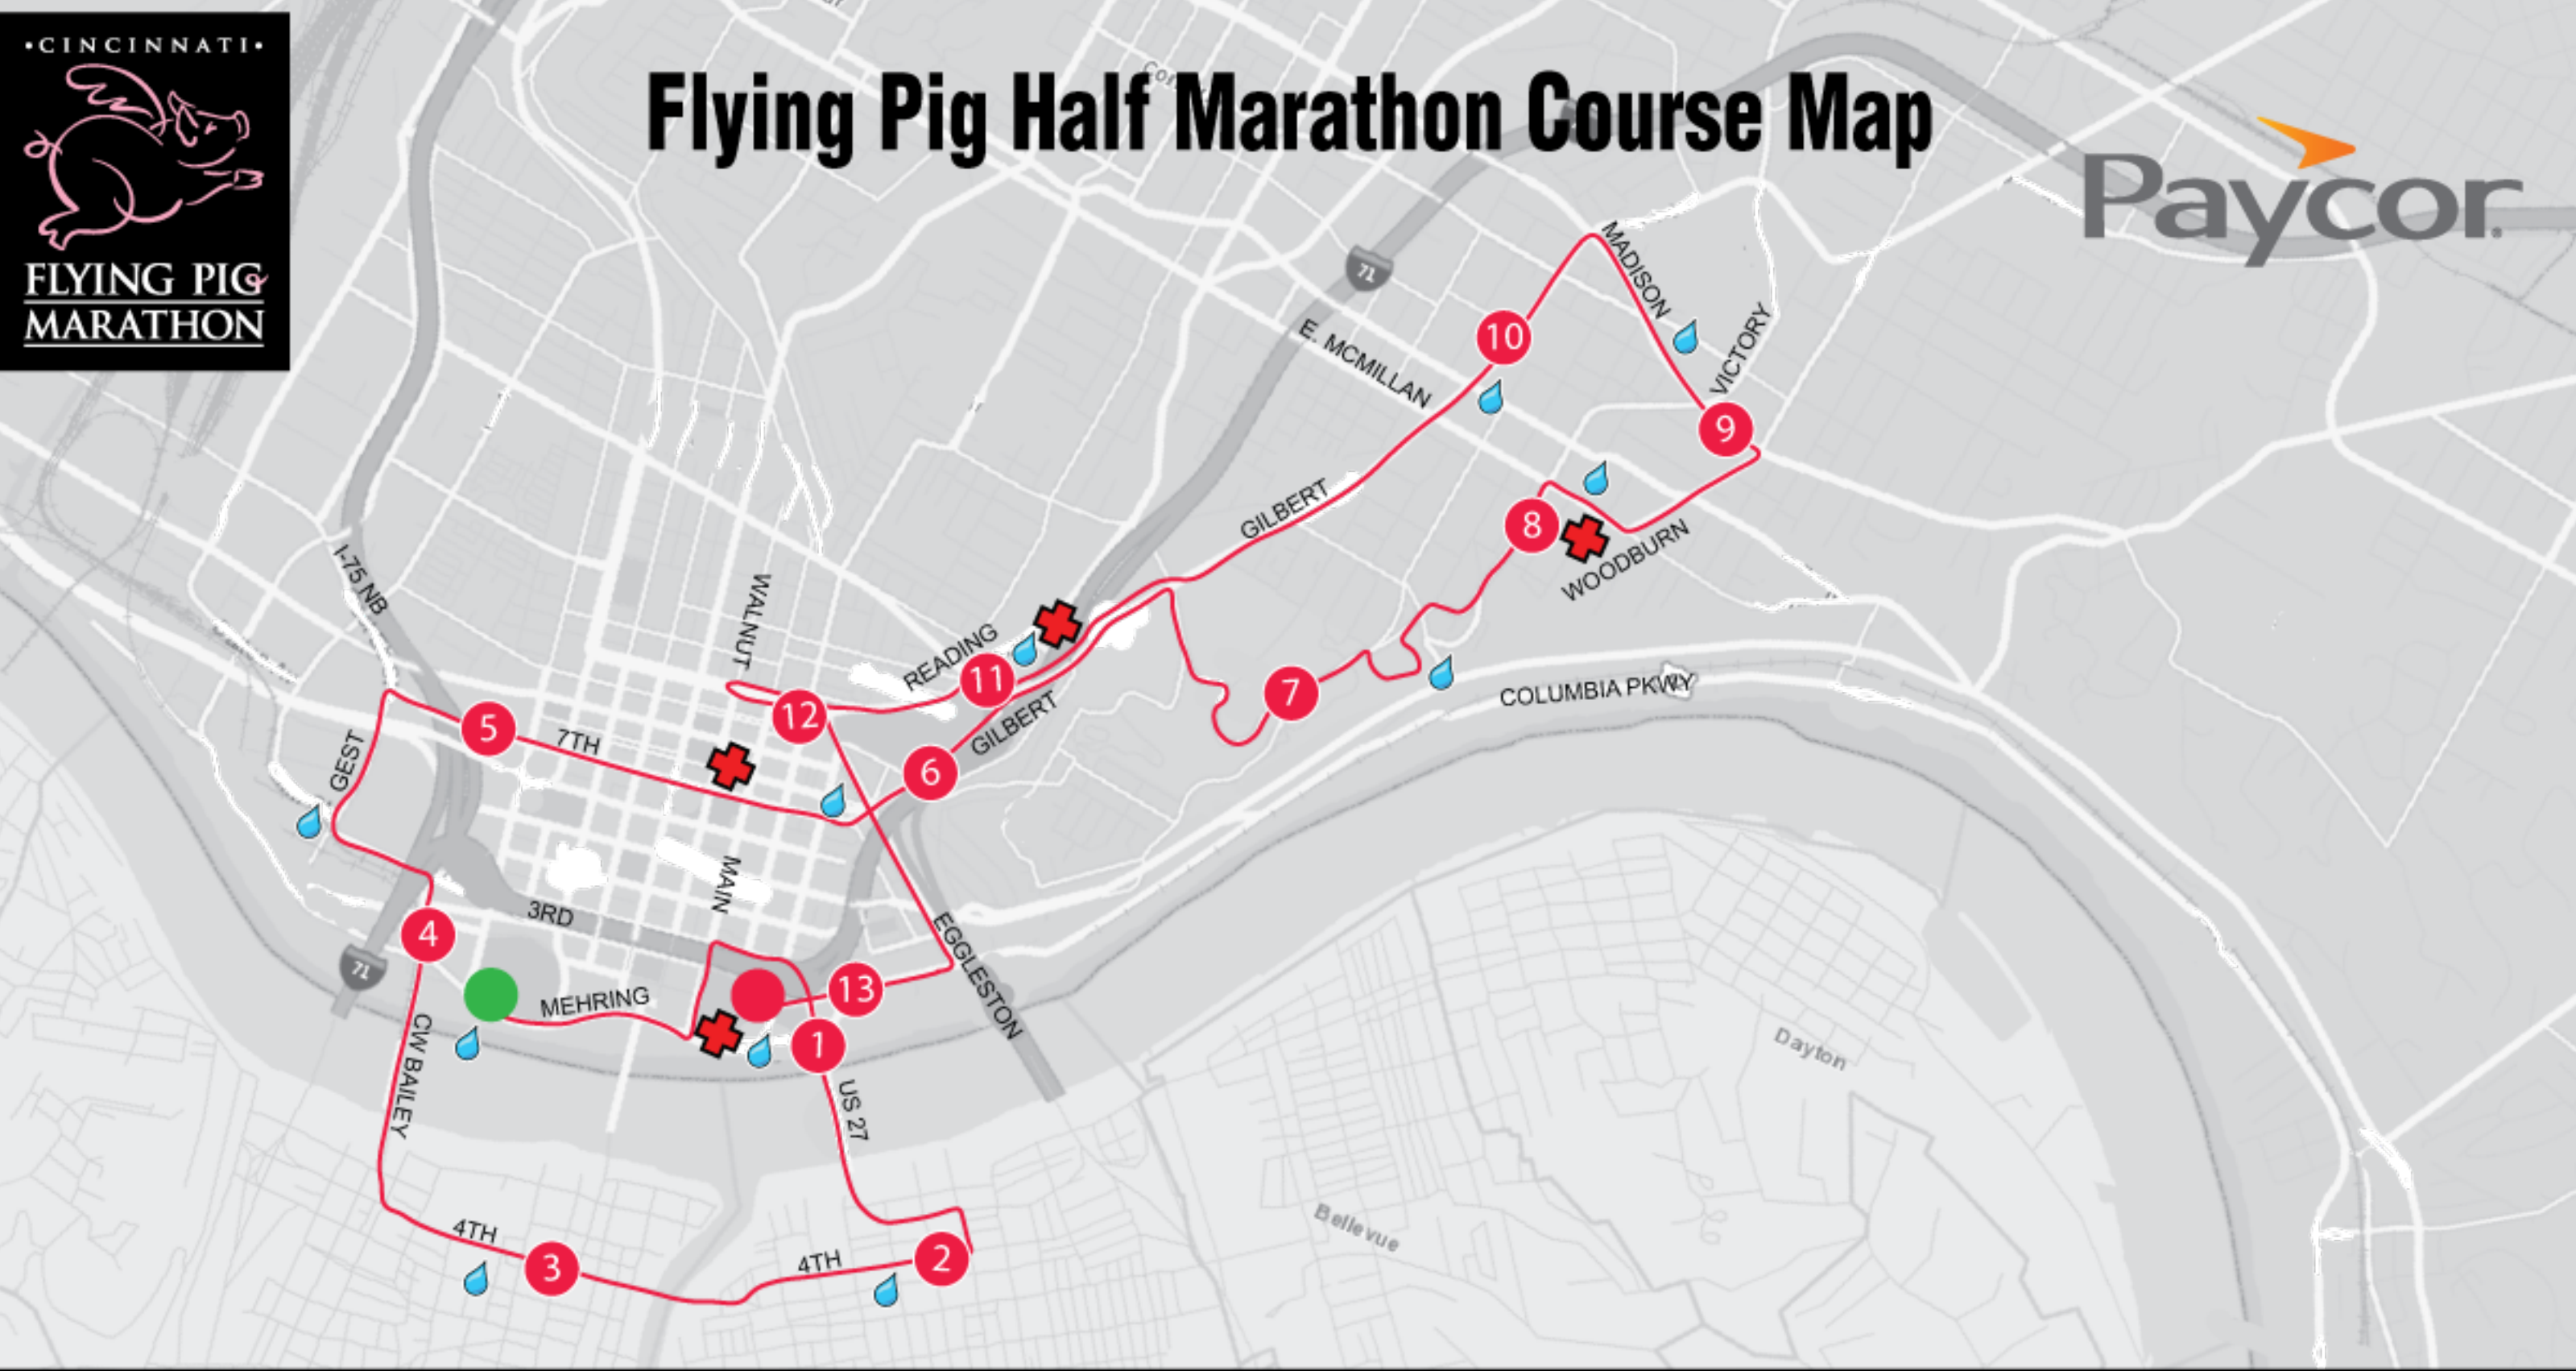 •CINCINNATI•
FLYING PIG
MARATHON
Flying Pig Half Marathon Course Map
Paycor
71
MADISON
VICTORY
10
E. MCMILLAN
9
GILBERT
8
WOODBURN
I-75 NB
WALNUT
READING
11
12
GILBERT
7
COLUMBIA PKWY
5
7TH
GEST
6
MAIN
3RD
4
71
EGGLESTON
13
MEHRING
1
CW BAILEY
US 27
Dayton
4TH
3
4TH
2
Bellevue